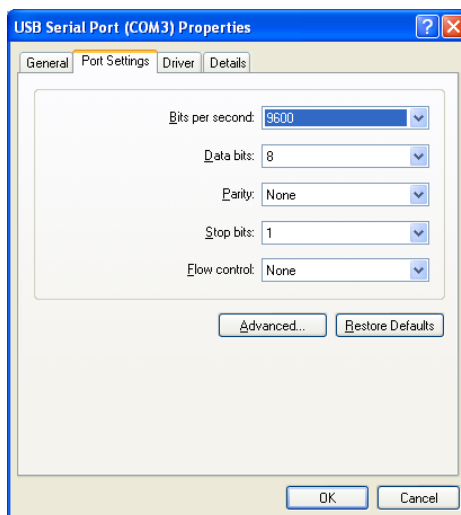 USB Serial Port (COM3) Properties
General Port Settings Driver Details
Bits per second: 9600
Data bits: 8
Parity: None
Stop bits: 1
Flow control: None
Advanced... Restore Defaults
OK Cancel